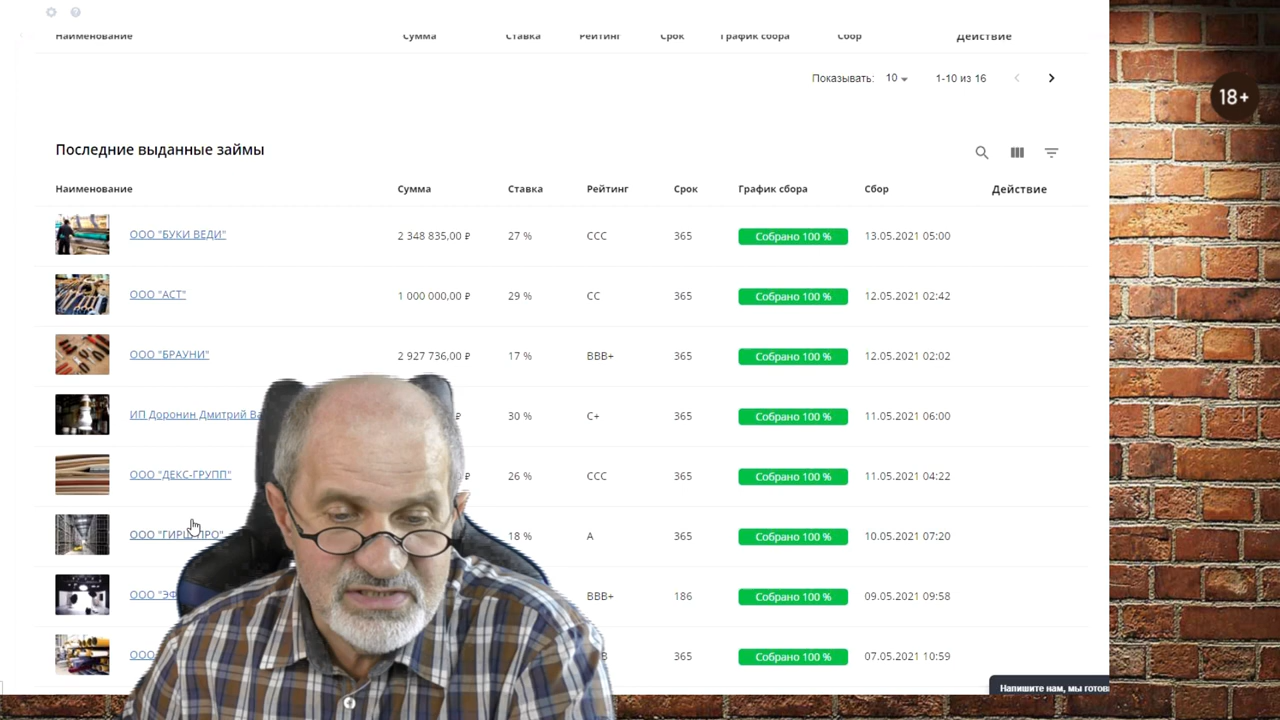 Наименование Сумма Ставка Рейтинг Срок График сбора Сбор Действие
Показывать: 10 1-10 из 16
18+
Последние выданные займы
Наименование Сумма Ставка Рейтинг Срок График сбора Сбор Действие
ООО "БУКИ ВЕДИ" 2 348 835,00 ₽ 27 % CCC 365 Собрано 100 % 13.05.2021 05:00
ООО "АСТ" 1 000 000,00 ₽ 29 % CC 365 Собрано 100 % 12.05.2021 02:42
ООО "БРАУНИ" 2 927 736,00 ₽ 17 % BBB+ 365 Собрано 100 % 12.05.2021 02:02
ИП Доронин Дмитрий ₽ 30 % C+ 365 Собрано 100 % 11.05.2021 06:00
ООО "ДЕКС-ГРУПП" ₽ 26 % CCC 365 Собрано 100 % 11.05.2021 04:22
ООО 18 % A 365 Собрано 100 % 10.05.2021 07:20
ООО "ЭФ BBB+ 186 Собрано 100 % 09.05.2021 09:58
ООО 365 Собрано 100 % 07.05.2021 10:59
Напишите нам, мы